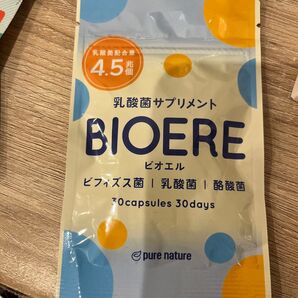 乳酸菌配合量
4.5兆個
乳酸菌サプリメント
BIOERE
ビオエル
ビフィズス菌 | 乳酸菌 | 酪酸菌
30capsules 30days
pure nature